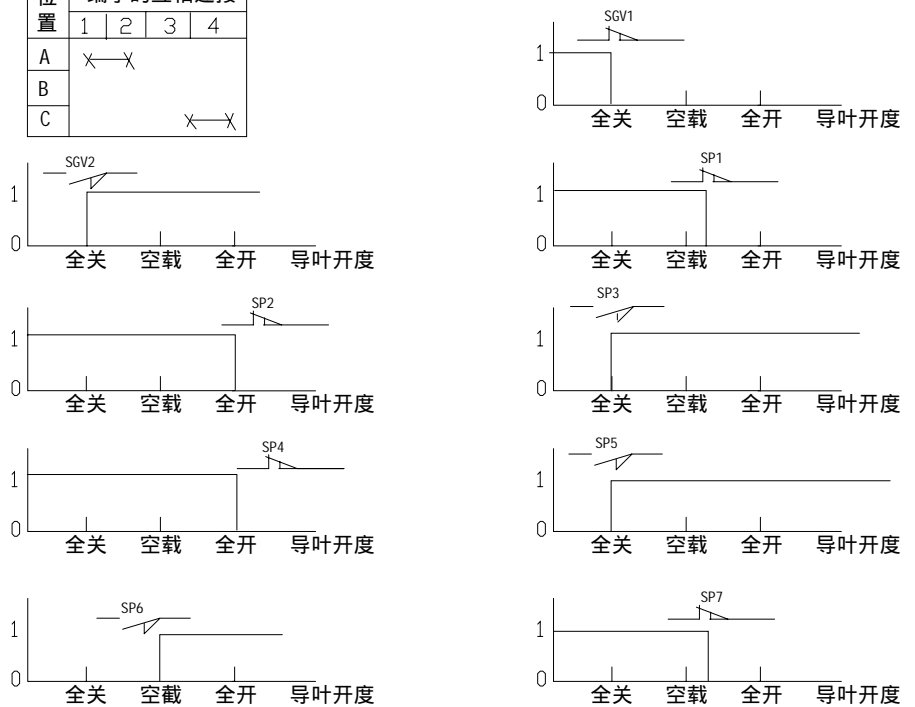 位 端子的互相连接
置 1 2 3 4
A
B
C
SGV1
1
0
全关 空载 全开 导叶开度
SGV2
1
0
全关 空载 全开 导叶开度
SP1
1
0
全关 空载 全开 导叶开度
SP2
1
0
全关 空载 全开 导叶开度
SP3
1
0
全关 空载 全开 导叶开度
SP4
1
0
全关 空载 全开 导叶开度
SP5
1
0
全关 空载 全开 导叶开度
SP6
1
0
全关 空截 全开 导叶开度
SP7
1
0
全关 空载 全开 导叶开度